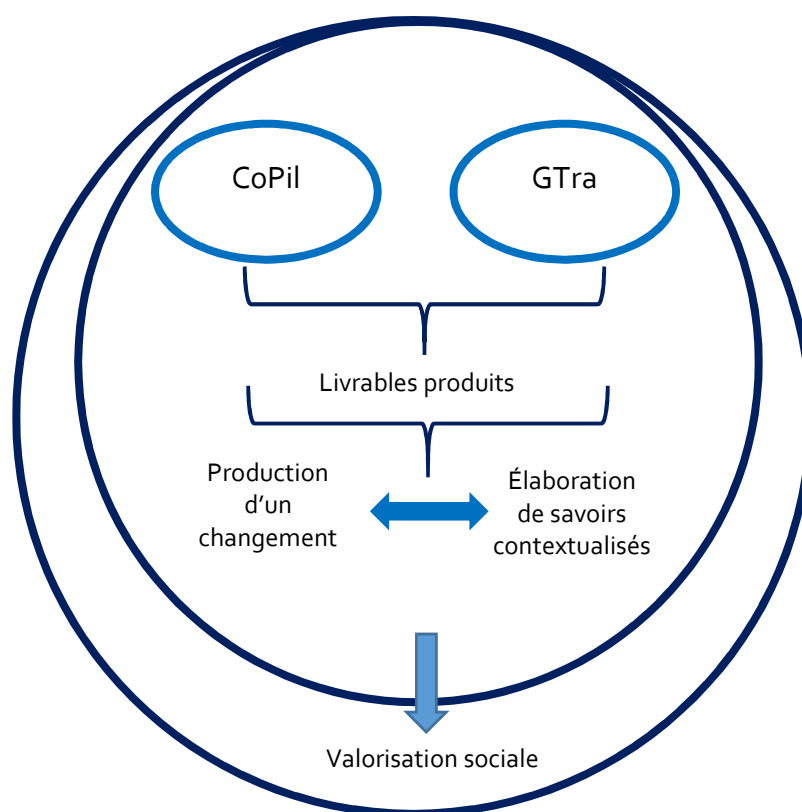 CoPil
GTra
Livrables produits
Production
d’un
changement
Élaboration
de savoirs
contextualisés
Valorisation sociale